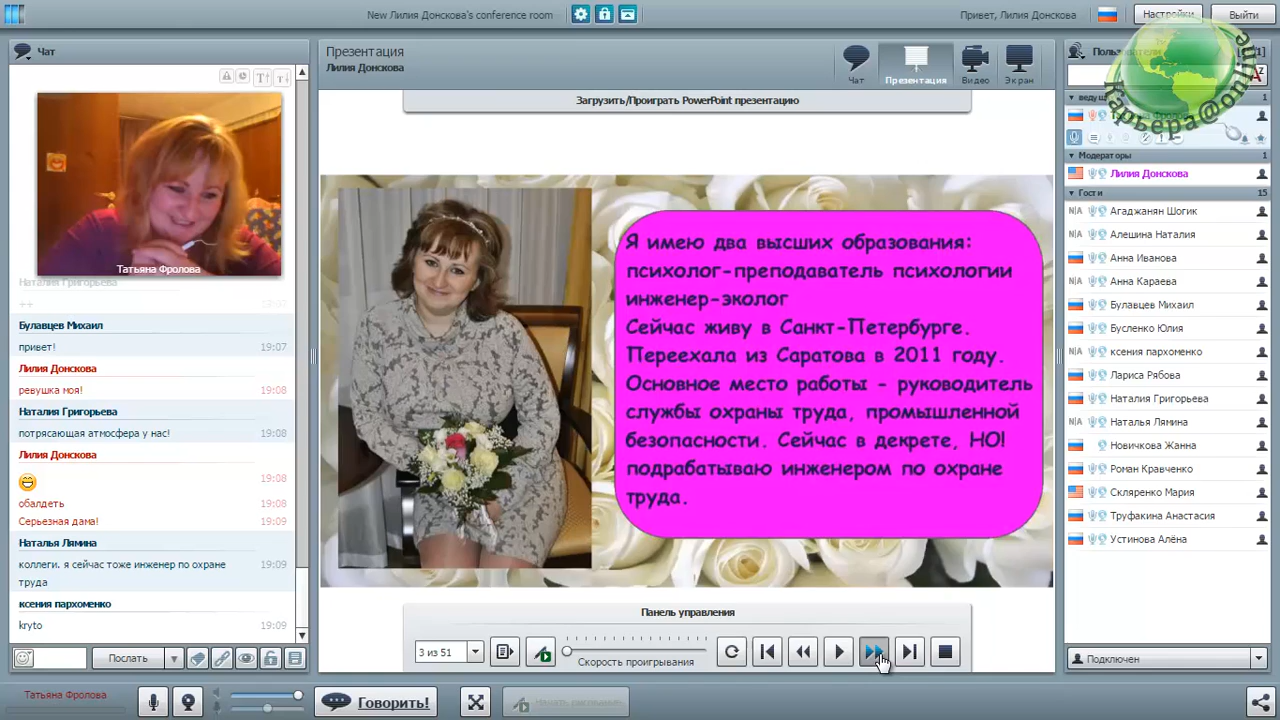 New Лилия Донскова's conference room
Привет, Лилия Донскова
Настройки
Выйти
Чат
Татьяна Фролова
Наталия Григорьева
++
Булавцев Михаил
привет! 19:07
Лилия Донскова
ревушка моя! 19:08
Наталия Григорьева
потрясающая атмосфера у нас! 19:08
Лилия Донскова
19:08
обалдеть 19:08
Серьезная дама! 19:09
Наталья Лямина
коллеги. я сейчас тоже инженер по охране 19:09
труда
ксения пархоменко
kryto 19:09
Послать
Презентация
Лилия Донскова
Чат
Презентация
Видео
Экран
Загрузить/Проиграть PowerPoint презентацию
Я имею два высших образования:
психолог-преподаватель психологии
инженер-эколог
Сейчас живу в Санкт-Петербурге.
Переехала из Саратова в 2011 году.
Основное место работы - руководитель
службы охраны труда, промышленной
безопасности. Сейчас в декрете, НО!
подрабатываю инженером по охране
труда.
Панель управления
3 из 51
Скорость проигрывания
Карьера@online
Модераторы 1
Лилия Донскова
Гости 15
N/A Агаджанян Шогик
N/A Алешина Наталия
Анна Иванова
N/A Анна Караева
Булавцев Михаил
Бусленко Юлия
N/A ксения пархоменко
Лариса Рябова
Наталия Григорьева
N/A Наталья Лямина
Новичкова Жанна
Роман Кравченко
Скляренко Мария
Труфакина Анастасия
Устинова Алёна
Подключен
Татьяна Фролова
Говорить!